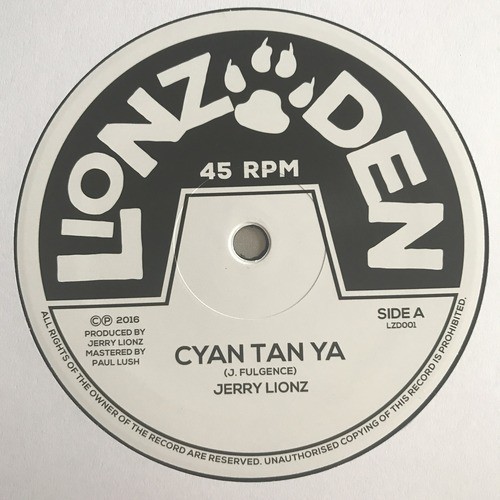 LIONZ DEN
45 RPM
℗ © 2016
PRODUCED BY
JERRY LIONZ
MASTERED BY
PAUL LUSH
SIDE A
LZD001
CYAN TAN YA
(J. FULGENCE)
JERRY LIONZ
ALL RIGHTS OF THE OWNER OF THE RECORD ARE RESERVED. UNAUTHORISED COPYING OF THIS RECORD IS PROHIBITED.